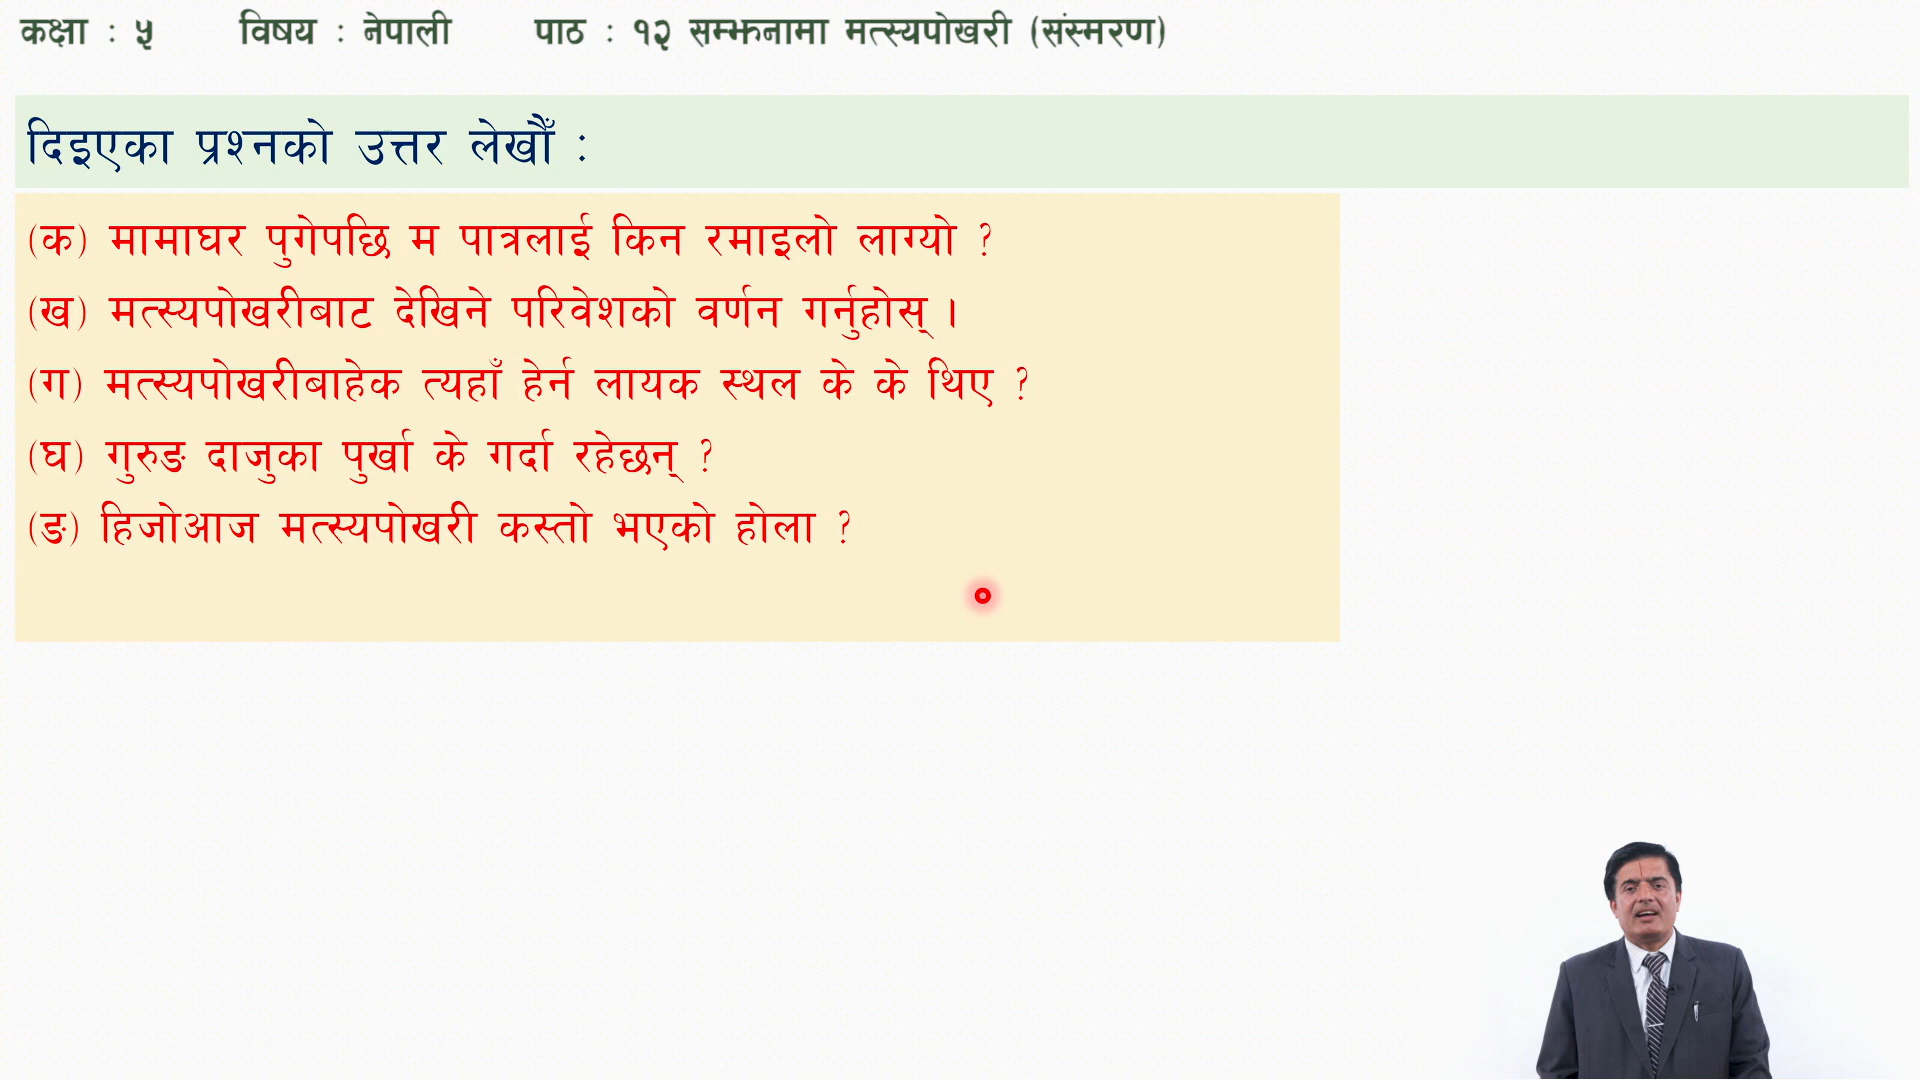 कक्षा : ५ विषय : नेपाली पाठ : १२ सम्झनामा मत्स्यपोखरी (संस्मरण)
दिइएका प्रश्नको उत्तर लेखौँ :
(क) मामाघर पुगेपछि म पात्रलाई किन रमाइलो लाग्यो ?
(ख) मत्स्यपोखरीबाट देखिने परिवेशको वर्णन गर्नुहोस् ।
(ग) मत्स्यपोखरीबाहेक त्यहाँ हेर्न लायक स्थल के के थिए ?
(घ) गुरुङ दाजुका पुर्खा के गर्दा रहेछन् ?
(ङ) हिजोआज मत्स्यपोखरी कस्तो भएको होला ?